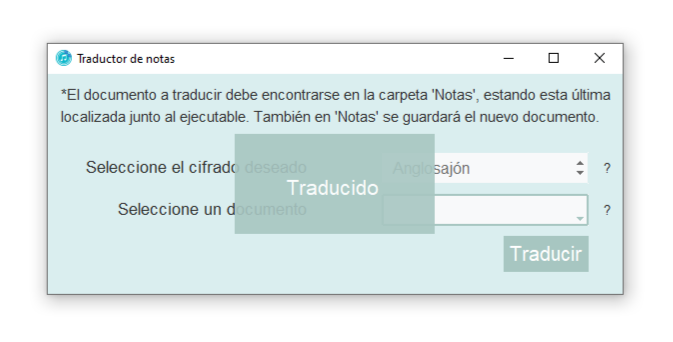 Traductor de notas
*El documento a traducir debe encontrarse en la carpeta 'Notas', estando esta última
localizada junto al ejecutable. También en 'Notas' se guardará el nuevo documento.
Seleccione el cifrado deseado Anglosajón ?
Traducido
Seleccione un documento ?
Traducir